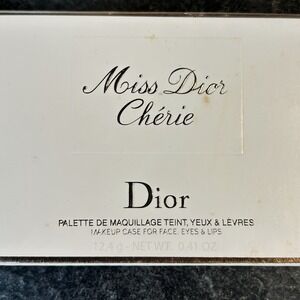 Miss Dior
Chérie
Dior
PALETTE DE MAQUILLAGE TEINT, YEUX & LÈVRES
MAKEUP CASE FOR FACE, EYES & LIPS
12,4 g - NET WT. 0.41 OZ